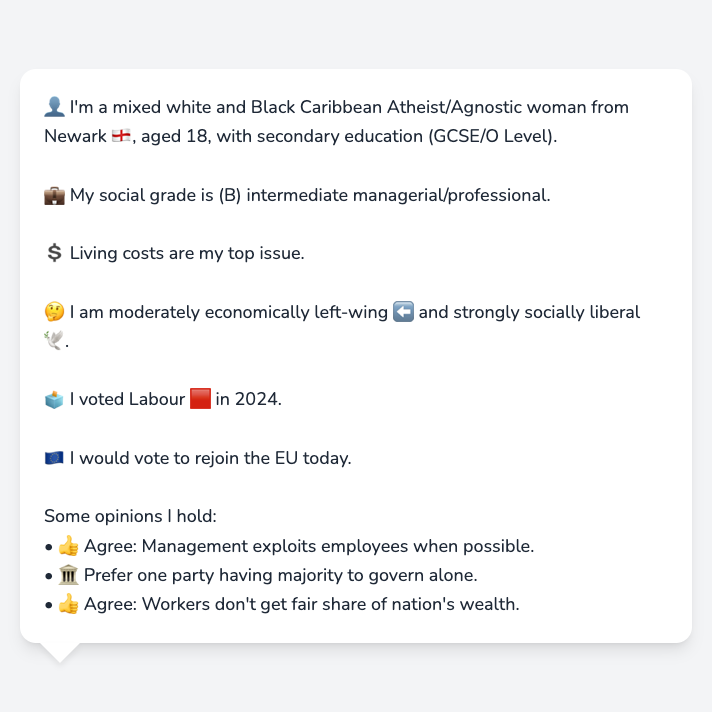 👤 I'm a mixed white and Black Caribbean Atheist/Agnostic woman from
Newark 🏴󠁧󠁢󠁥󠁮󠁧󠁿, aged 18, with secondary education (GCSE/O Level).
💼 My social grade is (B) intermediate managerial/professional.
💲 Living costs are my top issue.
🤔 I am moderately economically left-wing ⬅️ and strongly socially liberal
🕊️.
🗳️ I voted Labour 🟥 in 2024.
🇪🇺 I would vote to rejoin the EU today.
Some opinions I hold:
• 👍 Agree: Management exploits employees when possible.
• 🏛️ Prefer one party having majority to govern alone.
• 👍 Agree: Workers don't get fair share of nation's wealth.